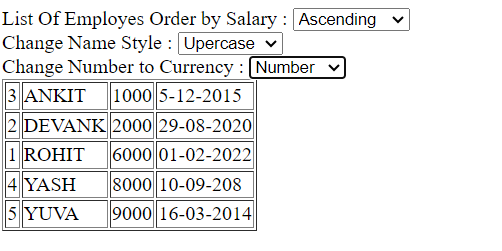 List Of Employes Order by Salary : Ascending
Change Name Style : Upercase
Change Number to Currency : Number
3 ANKIT 1000 5-12-2015
2 DEVANK 2000 29-08-2020
1 ROHIT 6000 01-02-2022
4 YASH 8000 10-09-208
5 YUVA 9000 16-03-2014